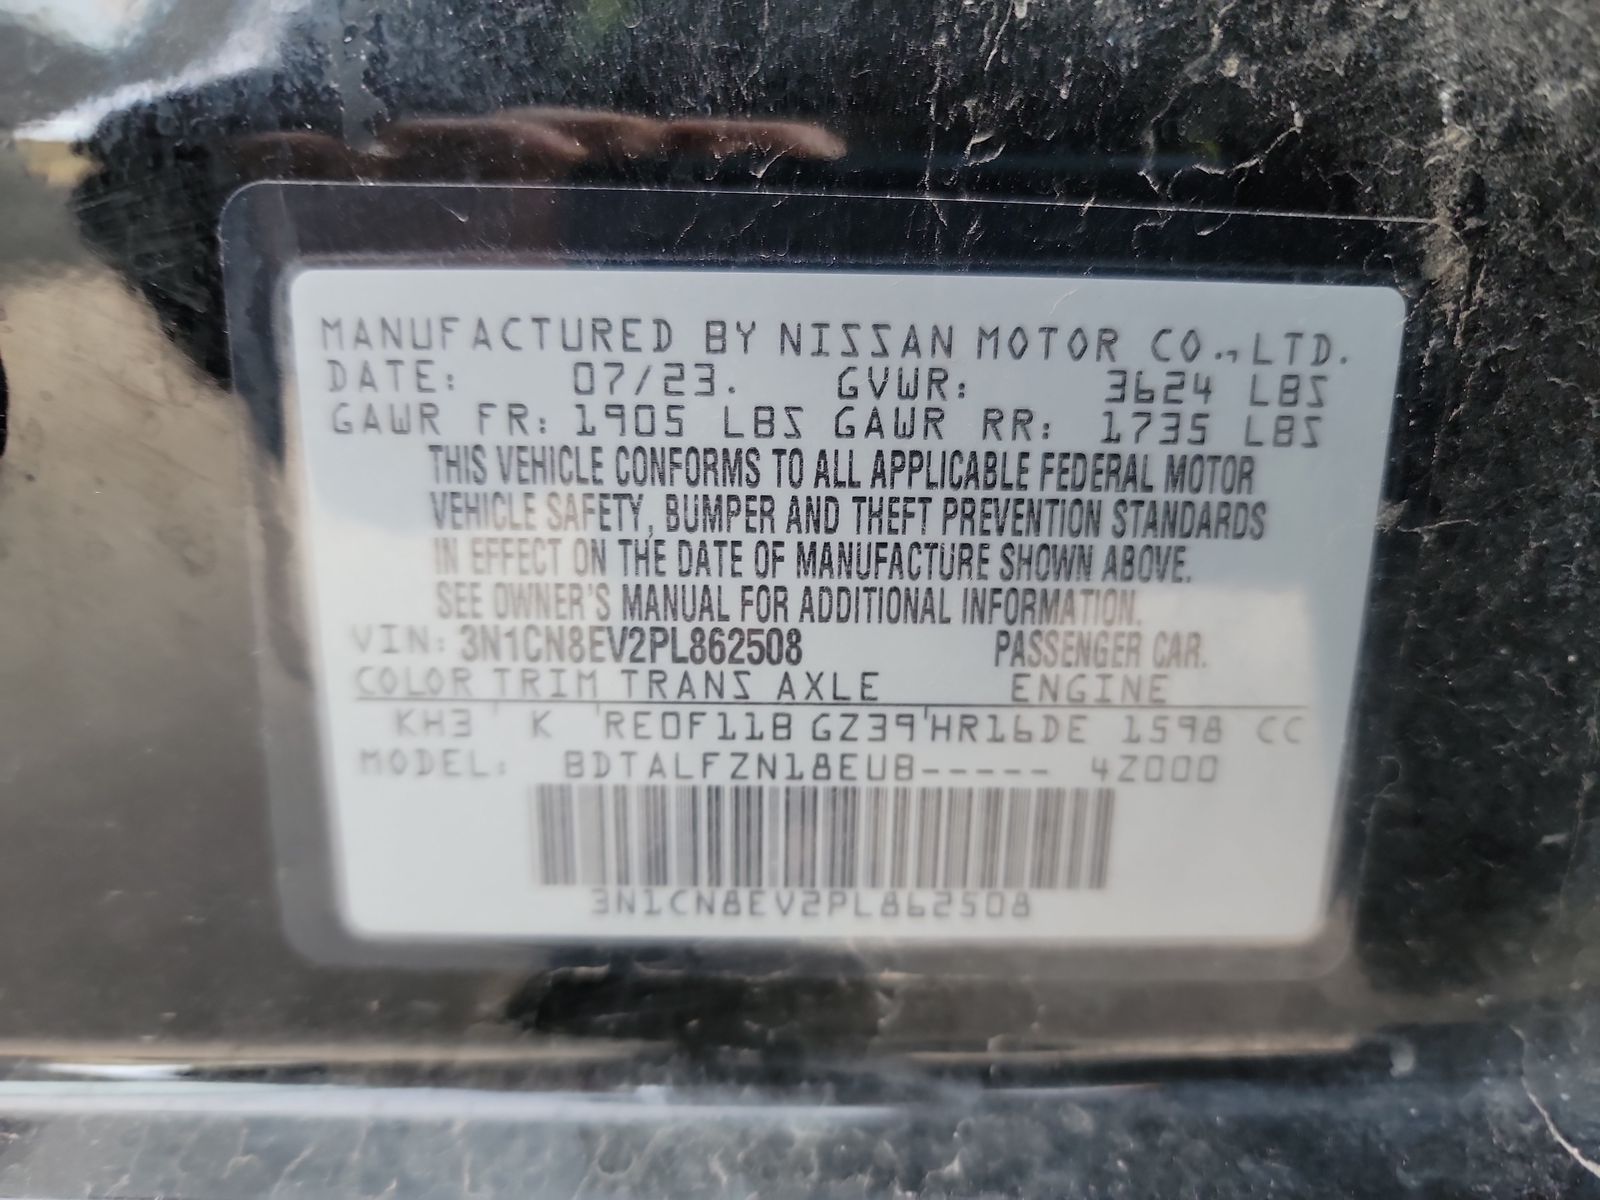 MANUFACTURED BY NISSAN MOTOR CO., LTD.
DATE: 07/23. GVWR: 3624 LBS
GAWR FR: 1905 LBS GAWR RR: 1735 LBS
THIS VEHICLE CONFORMS TO ALL APPLICABLE FEDERAL MOTOR
VEHICLE SAFETY, BUMPER AND THEFT PREVENTION STANDARDS
IN EFFECT ON THE DATE OF MANUFACTURE SHOWN ABOVE.
SEE OWNER'S MANUAL FOR ADDITIONAL INFORMATION.
VIN: 3N1CN8EV2PL862508 PASSENGER CAR.
COLOR TRIM TRANS AXLE ENGINE
KH3 K RE0F11B GZ39 HR16DE 1598 CC
MODEL: BDTALFZN18EUB----- 4Z000
3N1CN8EV2PL862508